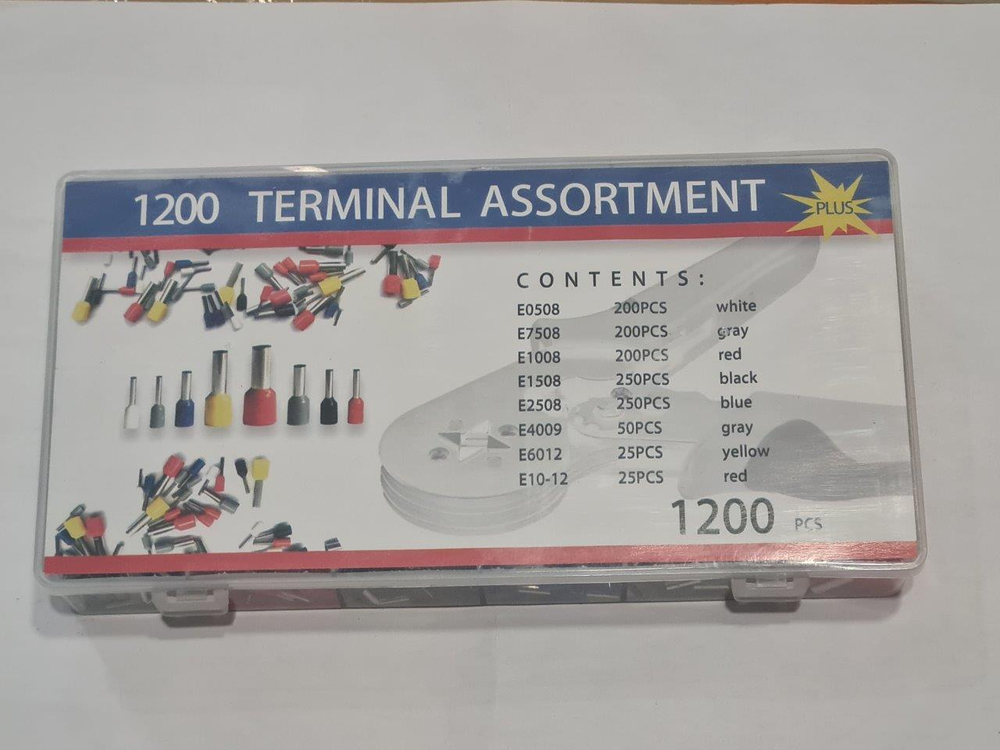 1200 TERMINAL ASSORTMENT
PLUS
CONTENTS:
E0508 200PCS white
E7508 200PCS gray
E1008 200PCS red
E1508 250PCS black
E2508 250PCS blue
E4009 50PCS gray
E6012 25PCS yellow
E10-12 25PCS red
1200 PCS